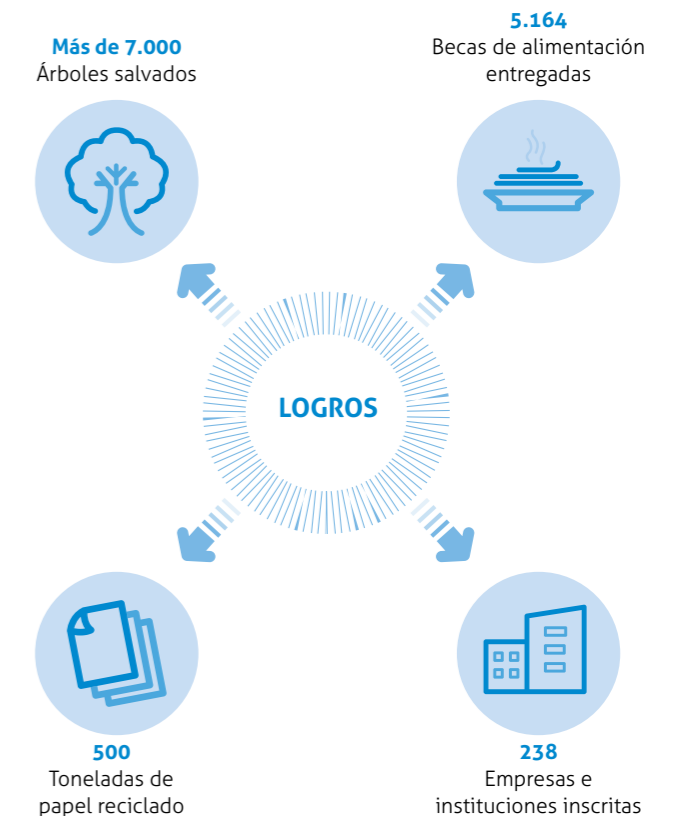 Más de 7.000
Árboles salvados
5.164
Becas de alimentación
entregadas
LOGROS
500
Toneladas de
papel reciclado
238
Empresas e
instituciones inscritas